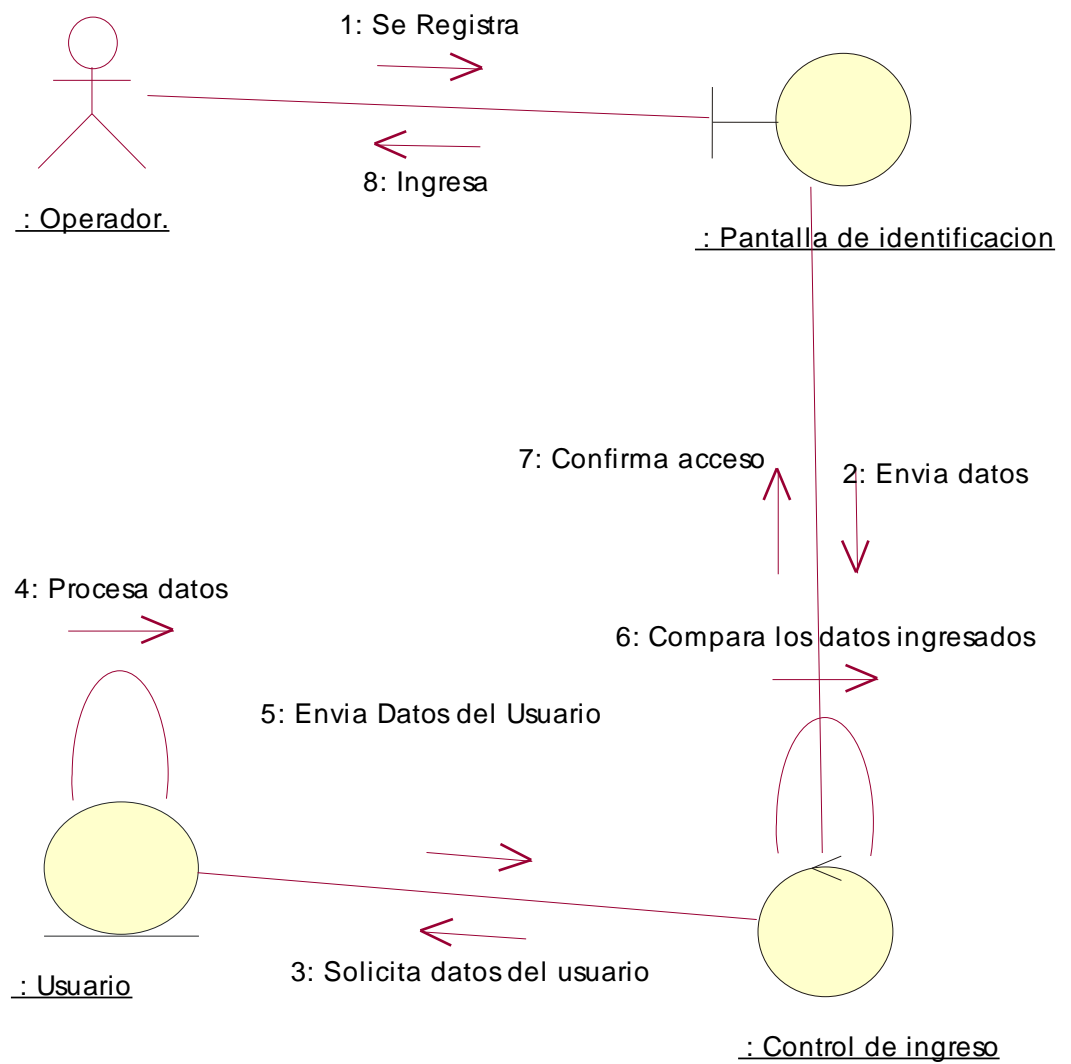 1: Se Registra
8: Ingresa
: Operador.
: Pantalla de identificacion
7: Confirma acceso
2: Envia datos
4: Procesa datos
6: Compara los datos ingresados
5: Envia Datos del Usuario
3: Solicita datos del usuario
: Usuario
: Control de ingreso